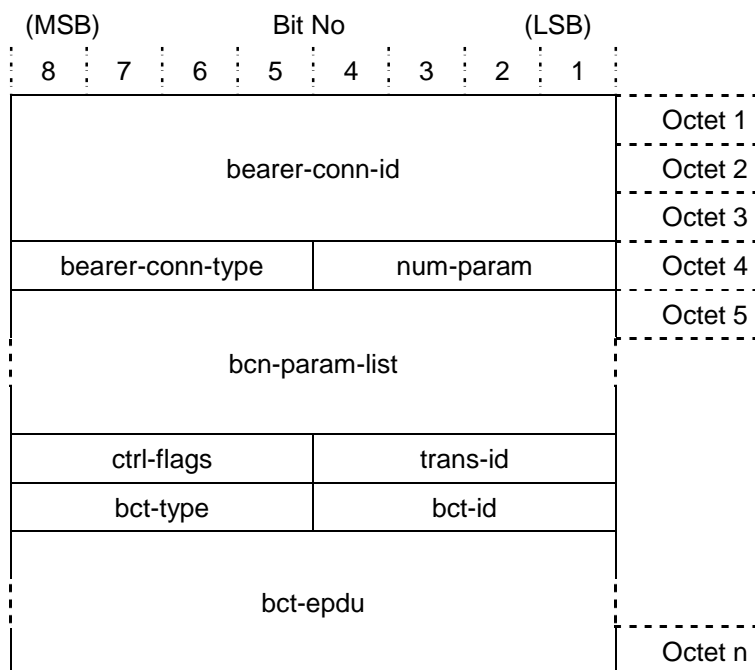 (MSB) Bit No (LSB)
8 7 6 5 4 3 2 1
Octet 1
bearer-conn-id Octet 2
Octet 3
bearer-conn-type num-param Octet 4
Octet 5
bcn-param-list
ctrl-flags trans-id
bct-type bct-id
bct-epdu
Octet n